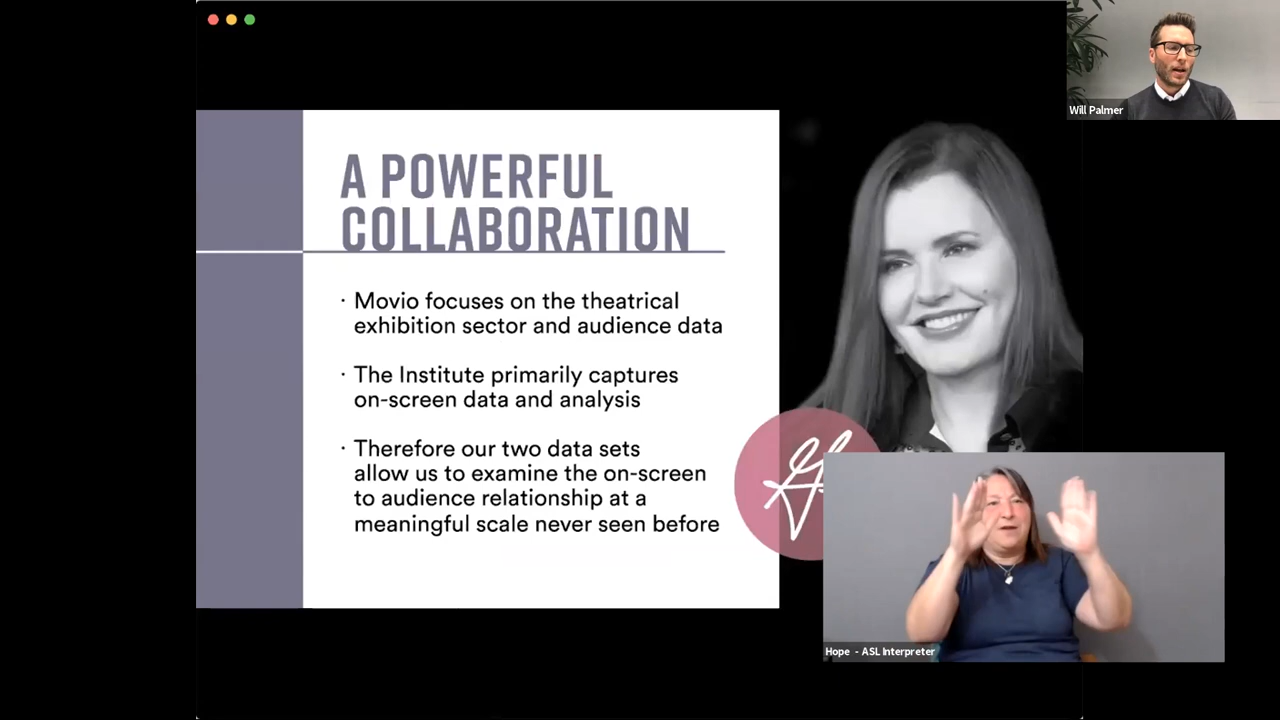 Will Palmer
A POWERFUL
COLLABORATION
· Movio focuses on the theatrical
exhibition sector and audience data
· The Institute primarily captures
on-screen data and analysis
· Therefore our two data sets
allow us to examine the on-screen
to audience relationship at a
meaningful scale never seen before
Hope - ASL Interpreter